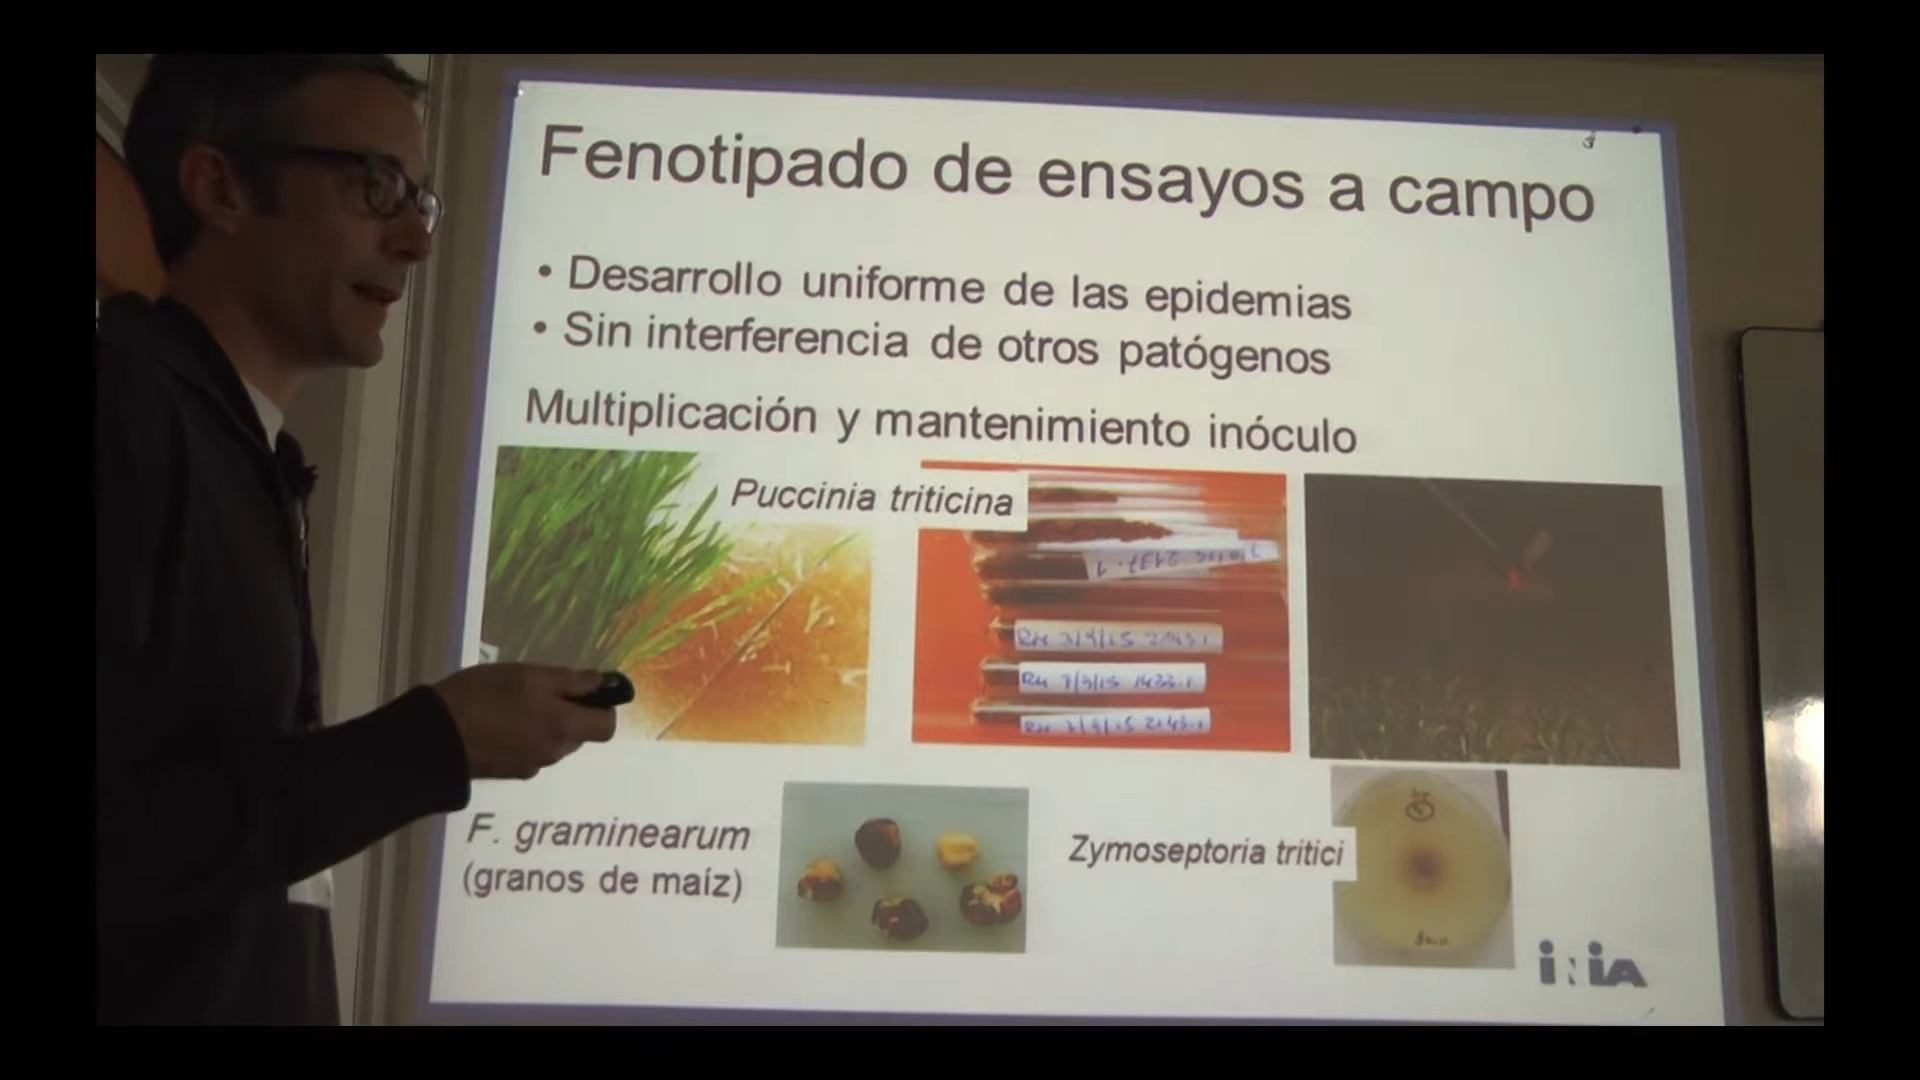 Fenotipado de ensayos a campo
• Desarrollo uniforme de las epidemias
• Sin interferencia de otros patógenos
Multiplicación y mantenimiento inóculo
Puccinia triticina
F. graminearum
(granos de maíz)
Zymoseptoria tritici
iNiA